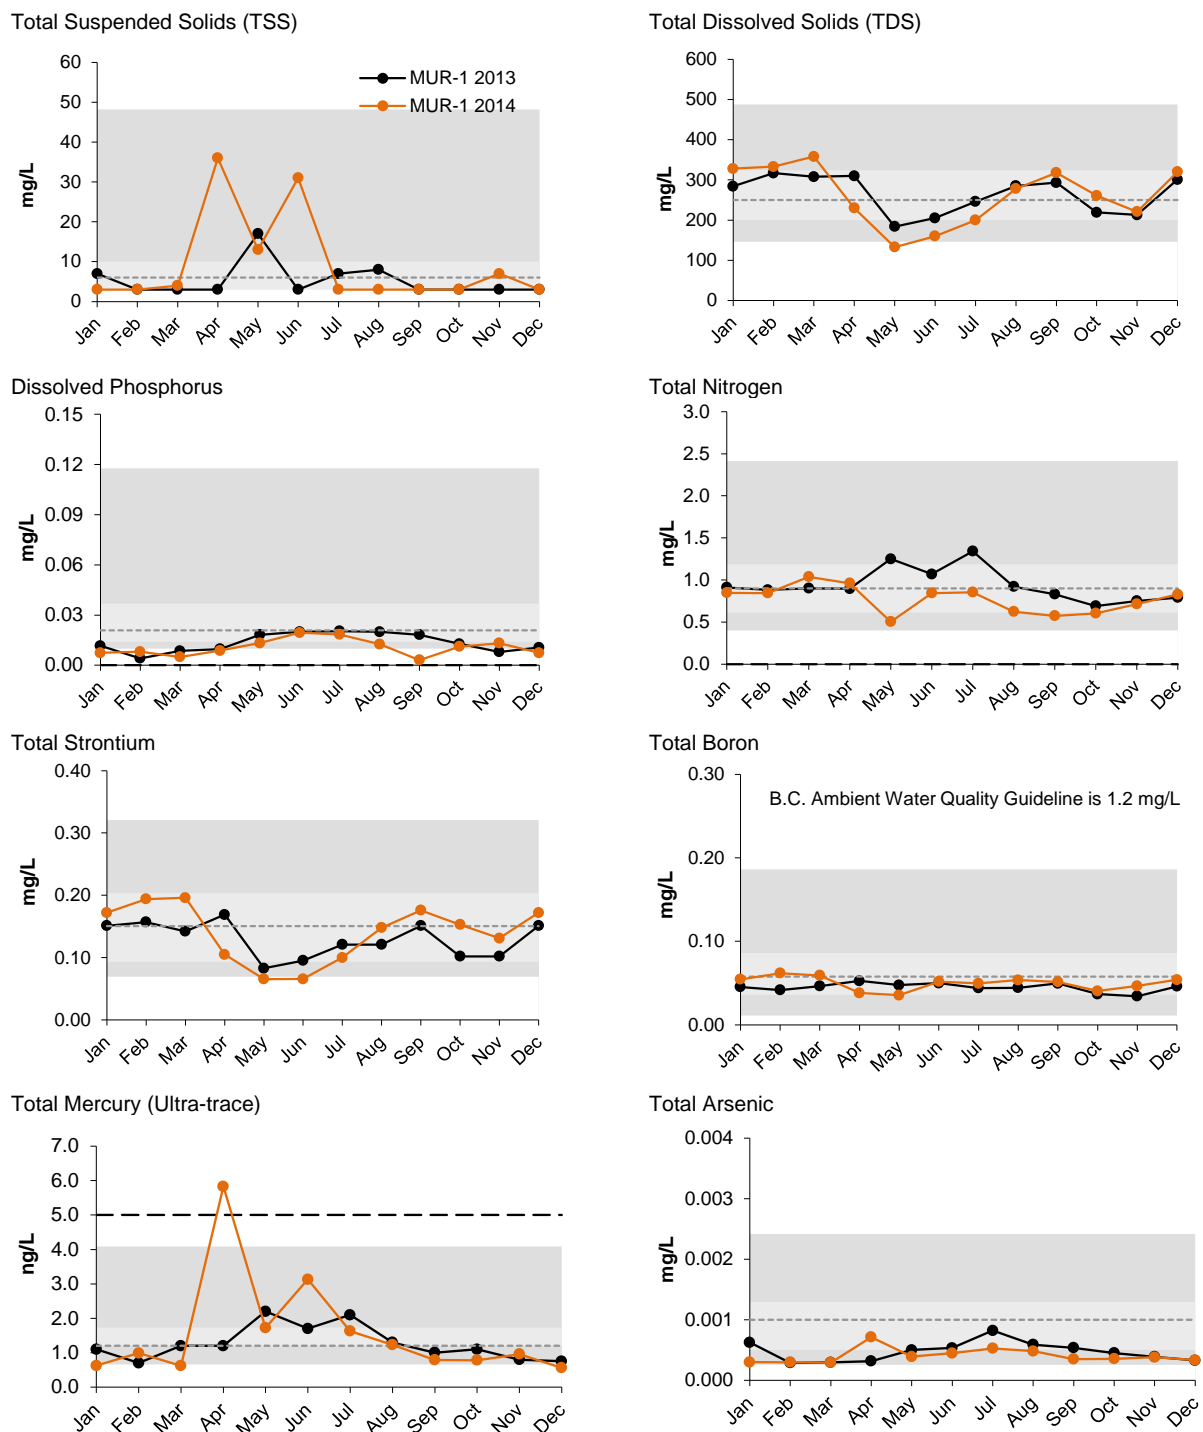 Total Suspended Solids (TSS)
60
50
40
30
20
10
0
mg/L
MUR-1 2013
MUR-1 2014
Jan Feb Mar Apr May Jun Jul Aug Sep Oct Nov Dec
Total Dissolved Solids (TDS)
600
500
400
300
200
100
0
mg/L
Jan Feb Mar Apr May Jun Jul Aug Sep Oct Nov Dec
Dissolved Phosphorus
0.15
0.12
0.09
0.06
0.03
0.00
mg/L
Jan Feb Mar Apr May Jun Jul Aug Sep Oct Nov Dec
Total Nitrogen
3.0
2.5
2.0
1.5
1.0
0.5
0.0
mg/L
Jan Feb Mar Apr May Jun Jul Aug Sep Oct Nov Dec
Total Strontium
0.40
0.30
0.20
0.10
0.00
mg/L
Jan Feb Mar Apr May Jun Jul Aug Sep Oct Nov Dec
Total Boron
0.30
0.20
0.10
0.00
mg/L
B.C. Ambient Water Quality Guideline is 1.2 mg/L
Jan Feb Mar Apr May Jun Jul Aug Sep Oct Nov Dec
Total Mercury (Ultra-trace)
7.0
6.0
5.0
4.0
3.0
2.0
1.0
0.0
ng/L
Jan Feb Mar Apr May Jun Jul Aug Sep Oct Nov Dec
Total Arsenic
0.004
0.003
0.002
0.001
0.000
mg/L
Jan Feb Mar Apr May Jun Jul Aug Sep Oct Nov Dec